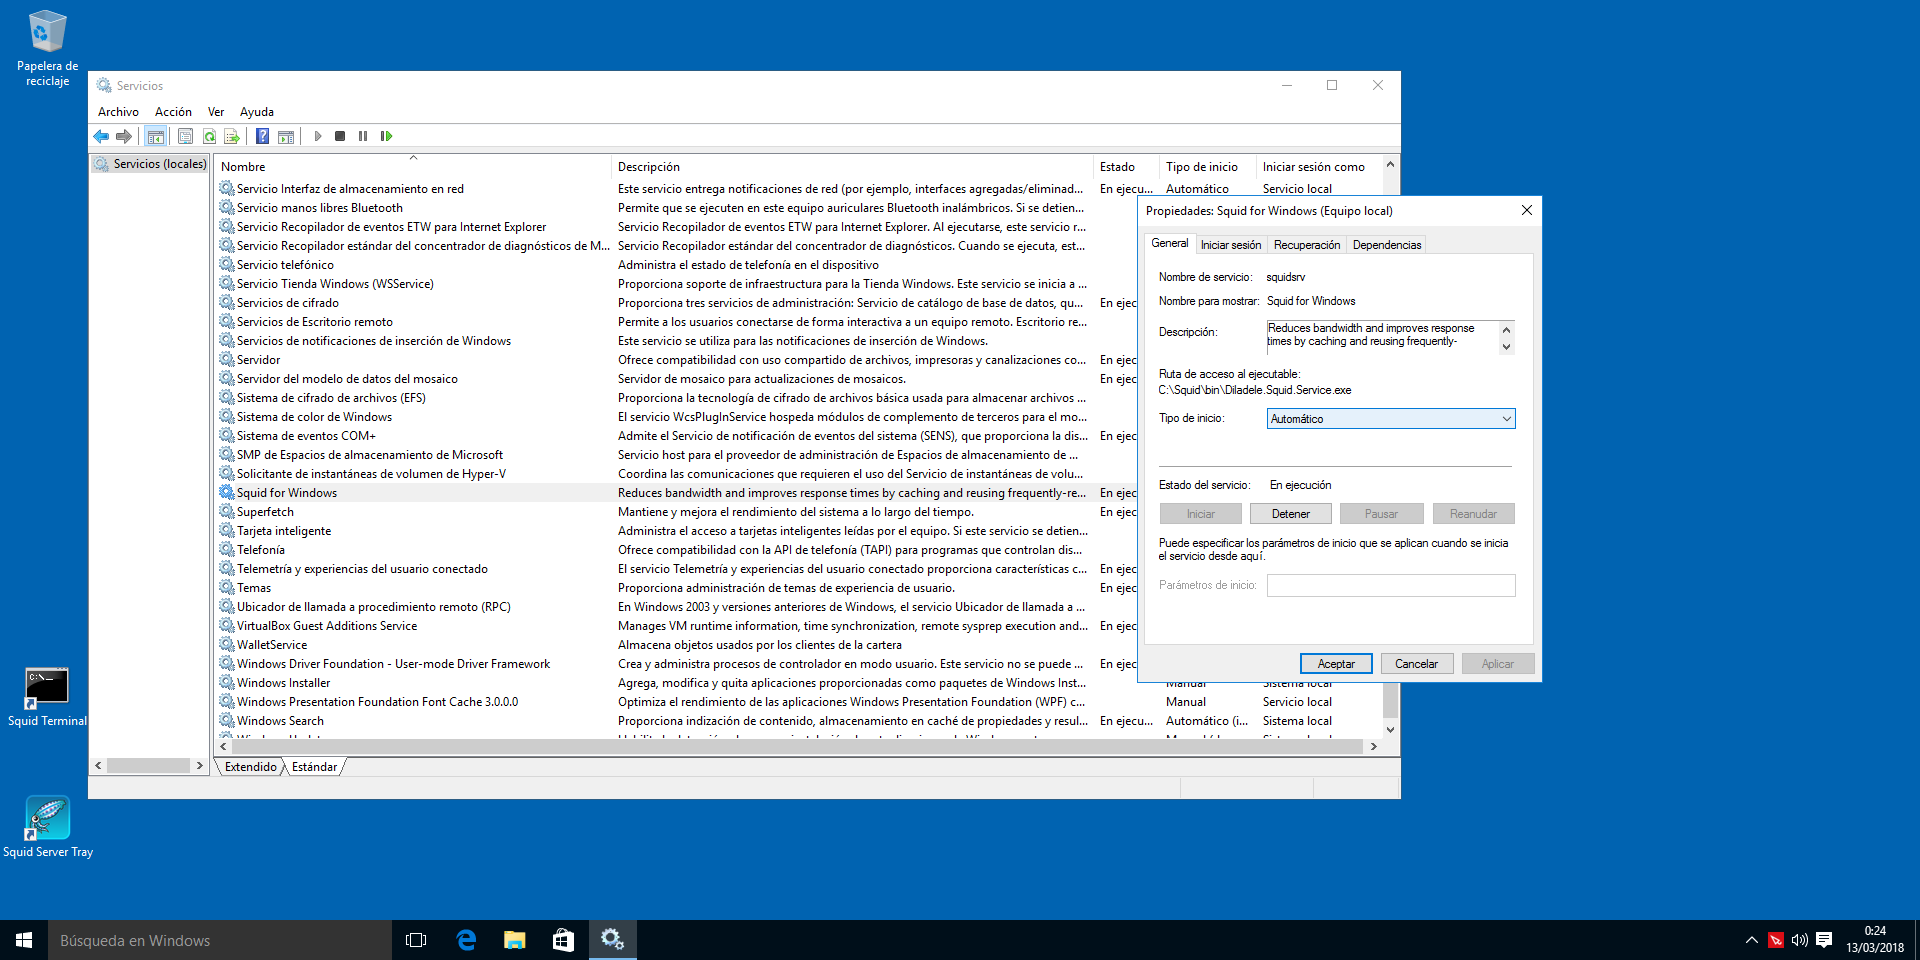 Papelera de
reciclaje
Servicios
Archivo Acción Ver Ayuda
Servicios (locales)
Nombre Descripción Estado Tipo de inicio Iniciar sesión como
Servicio Interfaz de almacenamiento en red Este servicio entrega notificaciones de red (por ejemplo, interfaces agregadas/eliminad... En ejecu... Automático Servicio local
Servicio manos libres Bluetooth Permite que se ejecuten en este equipo auriculares Bluetooth inalámbricos. Si se detien...
Servicio Recopilador de eventos ETW para Internet Explorer Servicio Recopilador de eventos ETW para Internet Explorer. Al ejecutarse, este servicio r...
Servicio Recopilador estándar del concentrador de diagnósticos de M... Servicio Recopilador estándar del concentrador de diagnósticos. Cuando se ejecuta, est...
Servicio telefónico Administra el estado de telefonía en el dispositivo
Servicio Tienda Windows (WSService) Proporciona soporte de infraestructura para la Tienda Windows. Este servicio se inicia a ...
Servicios de cifrado Proporciona tres servicios de administración: Servicio de catálogo de base de datos, qu... En ejec
Servicios de Escritorio remoto Permite a los usuarios conectarse de forma interactiva a un equipo remoto. Escritorio re...
Servicios de notificaciones de inserción de Windows Este servicio se utiliza para las notificaciones de inserción de Windows.
Servidor Ofrece compatibilidad con uso compartido de archivos, impresoras y canalizaciones co... En ejec
Servidor del modelo de datos del mosaico Servidor de mosaico para actualizaciones de mosaicos. En ejec
Sistema de cifrado de archivos (EFS) Proporciona la tecnología de cifrado de archivos básica usada para almacenar archivos ...
Sistema de color de Windows El servicio WcsPlugInService hospeda módulos de complemento de terceros para el mo...
Sistema de eventos COM+ Admite el Servicio de notificación de eventos del sistema (SENS), que proporciona la dis... En ejec
SMP de Espacios de almacenamiento de Microsoft Servicio host para el proveedor de administración de Espacios de almacenamiento de ...
Solicitante de instantáneas de volumen de Hyper-V Coordina las comunicaciones que requieren el uso del Servicio de instantáneas de volu...
Squid for Windows Reduces bandwidth and improves response times by caching and reusing frequently-re... En ejec
Superfetch Mantiene y mejora el rendimiento del sistema a lo largo del tiempo. En ejec
Tarjeta inteligente Administra el acceso a tarjetas inteligentes leídas por el equipo. Si este servicio se detien...
Telefonía Ofrece compatibilidad con la API de telefonía (TAPI) para programas que controlan dis...
Telemetría y experiencias del usuario conectado El servicio Telemetría y experiencias del usuario conectado proporciona características c... En ejec
Temas Proporciona administración de temas de experiencia de usuario. En ejec
Ubicador de llamada a procedimiento remoto (RPC) En Windows 2003 y versiones anteriores de Windows, el servicio Ubicador de llamada a ...
VirtualBox Guest Additions Service Manages VM runtime information, time synchronization, remote sysprep execution and... En ejec
WalletService Almacena objetos usados por los clientes de la cartera
Windows Driver Foundation - User-mode Driver Framework Crea y administra procesos de controlador en modo usuario. Este servicio no se puede ... En ejec
Windows Installer Agrega, modifica y quita aplicaciones proporcionadas como paquetes de Windows Inst... Manual Sistema local
Windows Presentation Foundation Font Cache 3.0.0.0 Optimiza el rendimiento de las aplicaciones Windows Presentation Foundation (WPF) c... Manual Servicio local
Windows Search Proporciona indización de contenido, almacenamiento en caché de propiedades y resul... En ejecu... Automático (i... Sistema local
Extendido Estándar
Propiedades: Squid for Windows (Equipo local)
General Iniciar sesión Recuperación Dependencias
Nombre de servicio: squidsrv
Nombre para mostrar: Squid for Windows
Descripción: Reduces bandwidth and improves response
times by caching and reusing frequently-
Ruta de acceso al ejecutable:
C:\Squid\bin\Diladele.Squid.Service.exe
Tipo de inicio: Automático
Estado del servicio: En ejecución
Iniciar Detener Pausar Reanudar
Puede especificar los parámetros de inicio que se aplican cuando se inicia
el servicio desde aquí.
Parámetros de inicio:
Aceptar Cancelar Aplicar
C:\_
Squid Terminal
Squid Server Tray
Búsqueda en Windows
0:24
13/03/2018